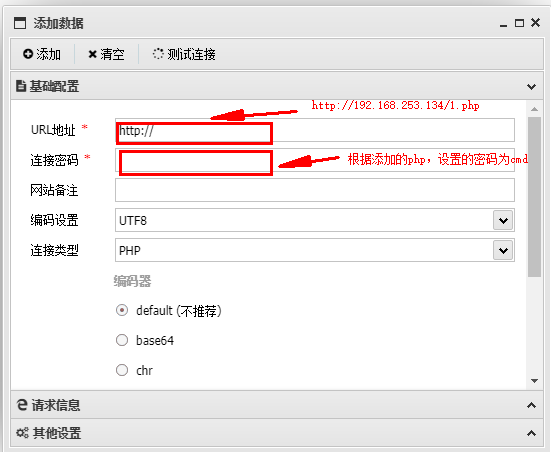 添加数据
添加 清空 测试连接
基础配置
http://192.168.253.134/1.php
URL地址 * http://
连接密码 * 根据添加的php，设置的密码为cmd
网站备注
编码设置 UTF8
连接类型 PHP
编码器
default (不推荐)
base64
chr
请求信息
其他设置